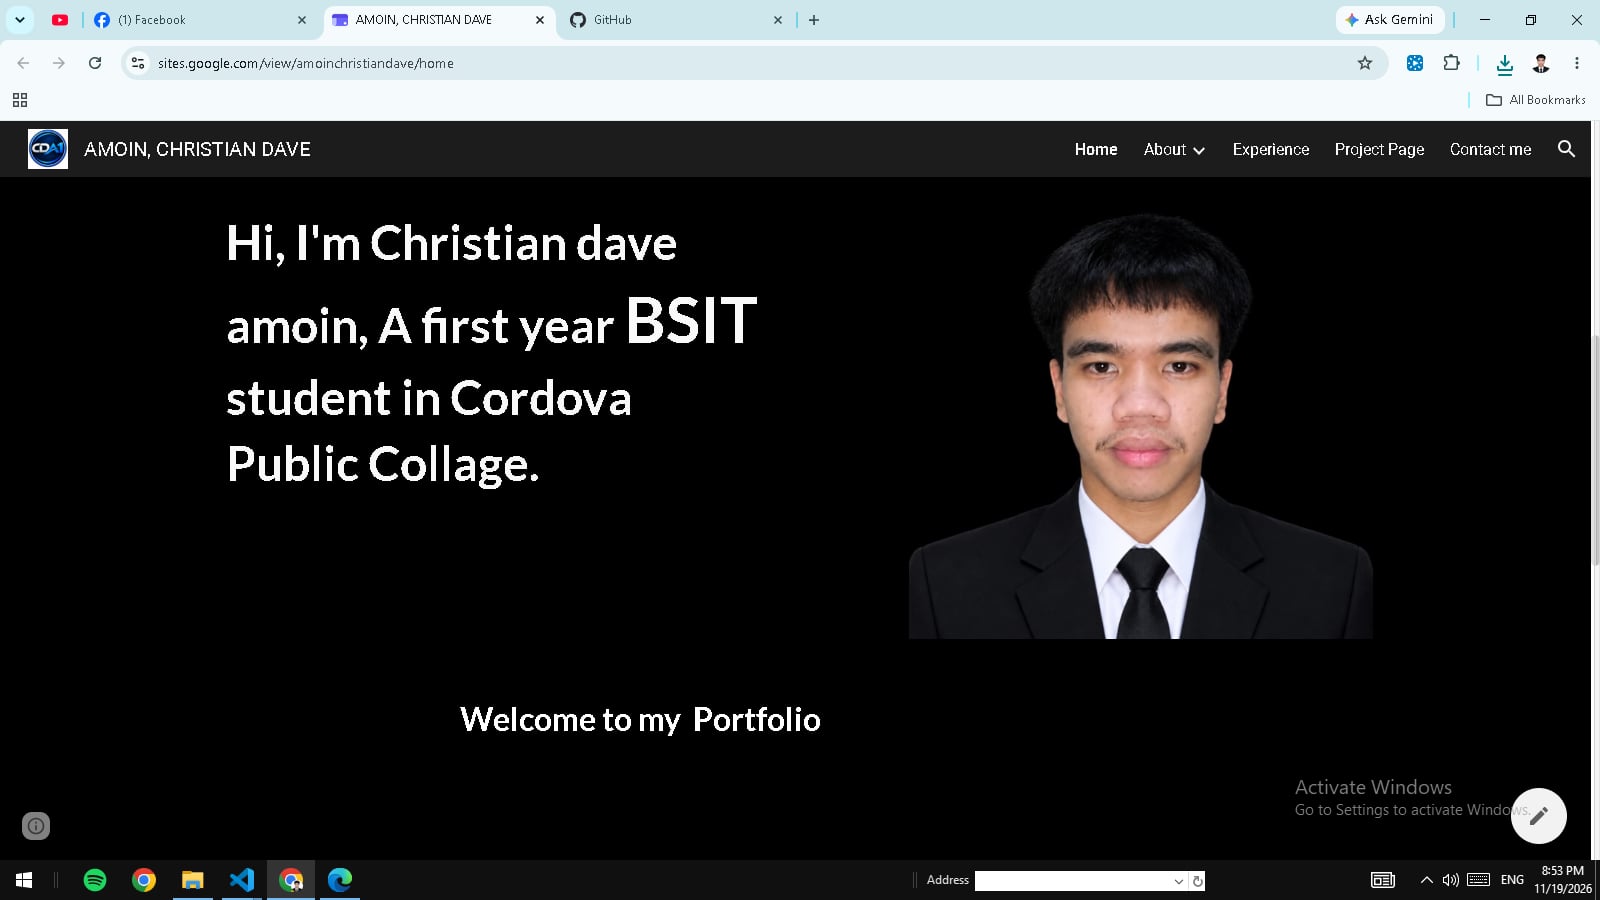 (1) Facebook
AMOIN, CHRISTIAN DAVE
GitHub
Ask Gemini
sites.google.com/view/amoinchristiandave/home
All Bookmarks
CDA1
AMOIN, CHRISTIAN DAVE
Home
About
Experience
Project Page
Contact me
Hi, I'm Christian dave
amoin, A first year BSIT
student in Cordova
Public Collage.
Welcome to my Portfolio
Activate Windows
Go to Settings to activate Windows.
Address
ENG
8:53 PM
11/19/2026